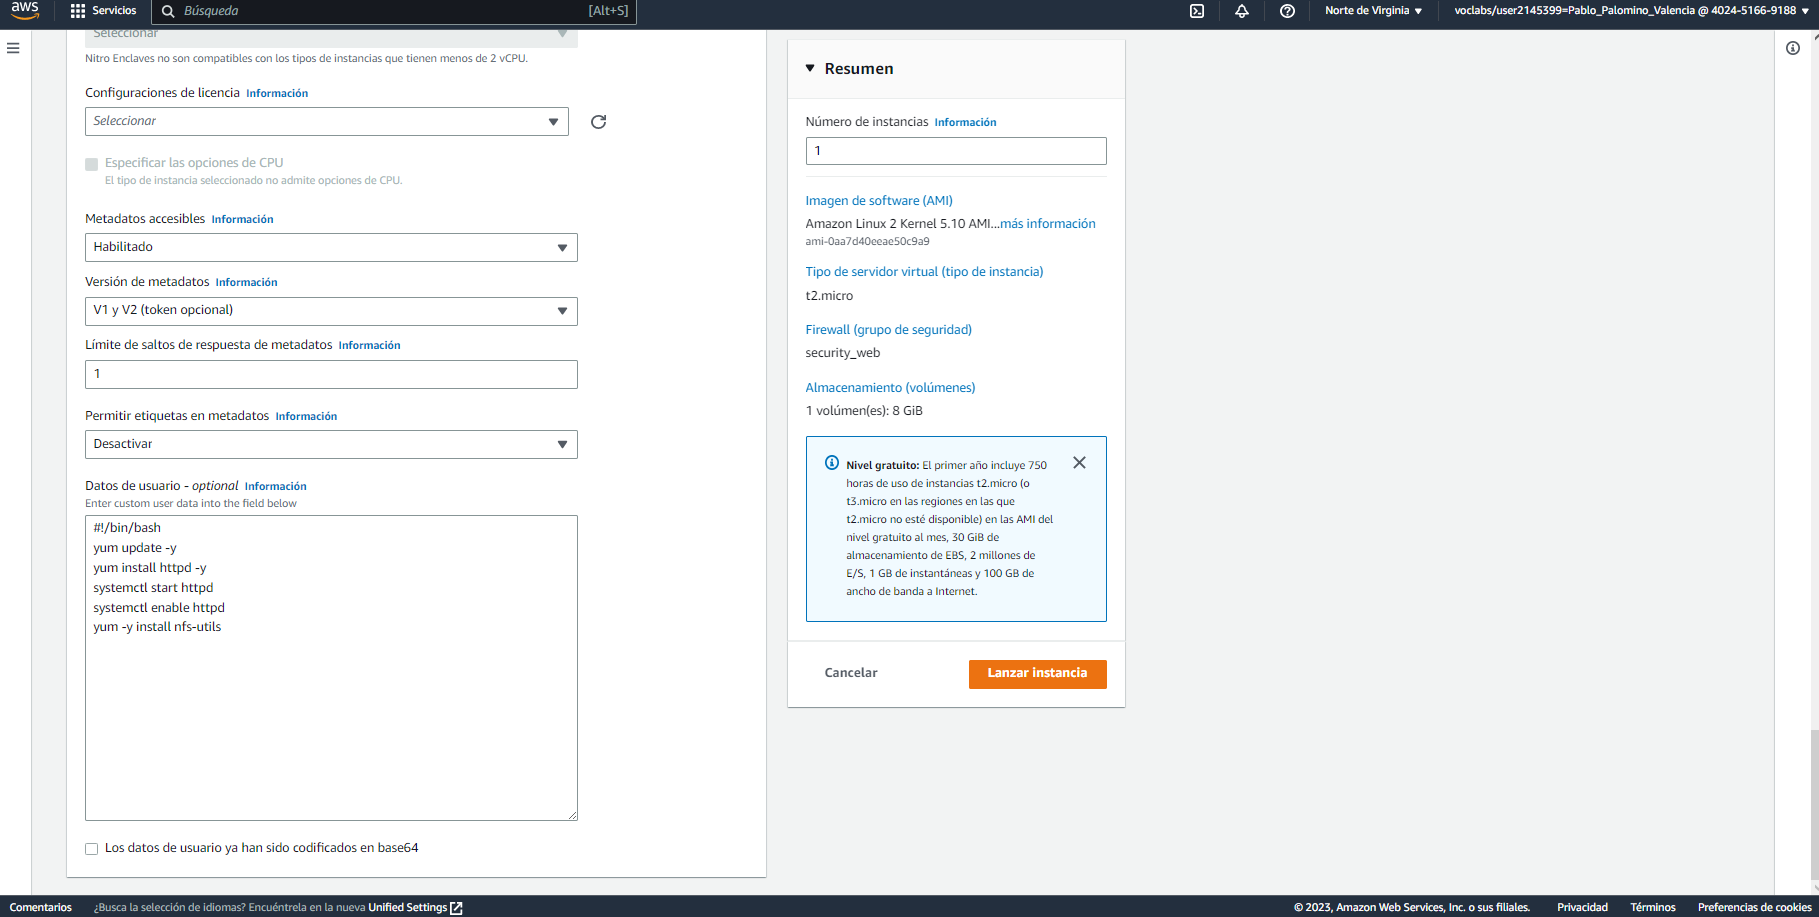 aws
Servicios
Búsqueda
[Alt+S]
Norte de Virginia
voclabs/user2145399=Pablo_Palomino_Valencia @ 4024-5166-9188
Seleccionar
Nitro Enclaves no son compatibles con los tipos de instancias que tienen menos de 2 vCPU.
Configuraciones de licencia Información
Seleccionar
Especificar las opciones de CPU
El tipo de instancia seleccionado no admite opciones de CPU.
Metadatos accesibles Información
Habilitado
Versión de metadatos Información
V1 y V2 (token opcional)
Límite de saltos de respuesta de metadatos Información
1
Permitir etiquetas en metadatos Información
Desactivar
Datos de usuario - optional Información
Enter custom user data into the field below
#!/bin/bash
yum update -y
yum install httpd -y
systemctl start httpd
systemctl enable httpd
yum -y install nfs-utils
Los datos de usuario ya han sido codificados en base64
Resumen
Número de instancias Información
1
Imagen de software (AMI)
Amazon Linux 2 Kernel 5.10 AMI...más información
ami-0aa7d40eeae50c9a9
Tipo de servidor virtual (tipo de instancia)
t2.micro
Firewall (grupo de seguridad)
security_web
Almacenamiento (volúmenes)
1 volúmen(es): 8 GiB
Nivel gratuito: El primer año incluye 750
horas de uso de instancias t2.micro (o
t3.micro en las regiones en las que
t2.micro no esté disponible) en las AMI del
nivel gratuito al mes, 30 GiB de
almacenamiento de EBS, 2 millones de
E/S, 1 GB de instantáneas y 100 GB de
ancho de banda a Internet.
Cancelar
Lanzar instancia
Comentarios
¿Busca la selección de idiomas? Encuéntrela en la nueva Unified Settings
© 2023, Amazon Web Services, Inc. o sus filiales.
Privacidad
Términos
Preferencias de cookies